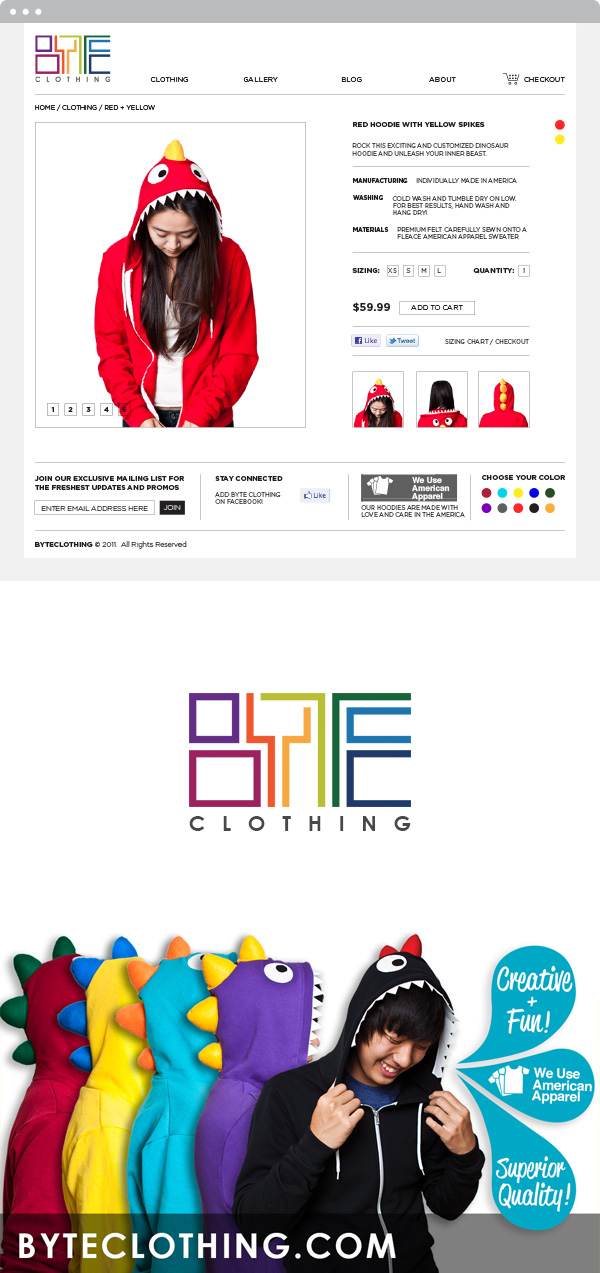 BYTE
CLOTHING
CLOTHING
GALLERY
BLOG
ABOUT
CHECKOUT
HOME / CLOTHING / RED + YELLOW
RED HOODIE WITH YELLOW SPIKES
ROCK THIS EXCITING AND CUSTOMIZED DINOSAUR
HOODIE AND UNLEASH YOUR INNER BEAST.
MANUFACTURING INDIVIDUALLY MADE IN AMERICA
WASHING COLD WASH AND TUMBLE DRY ON LOW.
FOR BEST RESULTS, HAND WASH AND
HANG DRY!
MATERIALS PREMIUM FELT CAREFULLY SEWN ONTO A
FLEACE AMERICAN APPAREL SWEATER
SIZING: XS S M L QUANTITY: 1
$59.99 ADD TO CART
Like Tweet SIZING CHART / CHECKOUT
1 2 3 4 5
JOIN OUR EXCLUSIVE MAILING LIST FOR
THE FRESHEST UPDATES AND PROMOS
ENTER EMAIL ADDRESS HERE JOIN
STAY CONNECTED
ADD BYTE CLOTHING
ON FACEBOOK!
Like
We Use
American
Apparel
OUR HOODIES ARE MADE WITH
LOVE AND CARE IN THE AMERICA
CHOOSE YOUR COLOR
BYTECLOTHING © 2011. All Rights Reserved
BYTE
CLOTHING
Creative
+
Fun!
We Use
American
Apparel
Superior
Quality!
BYTECLOTHING.COM